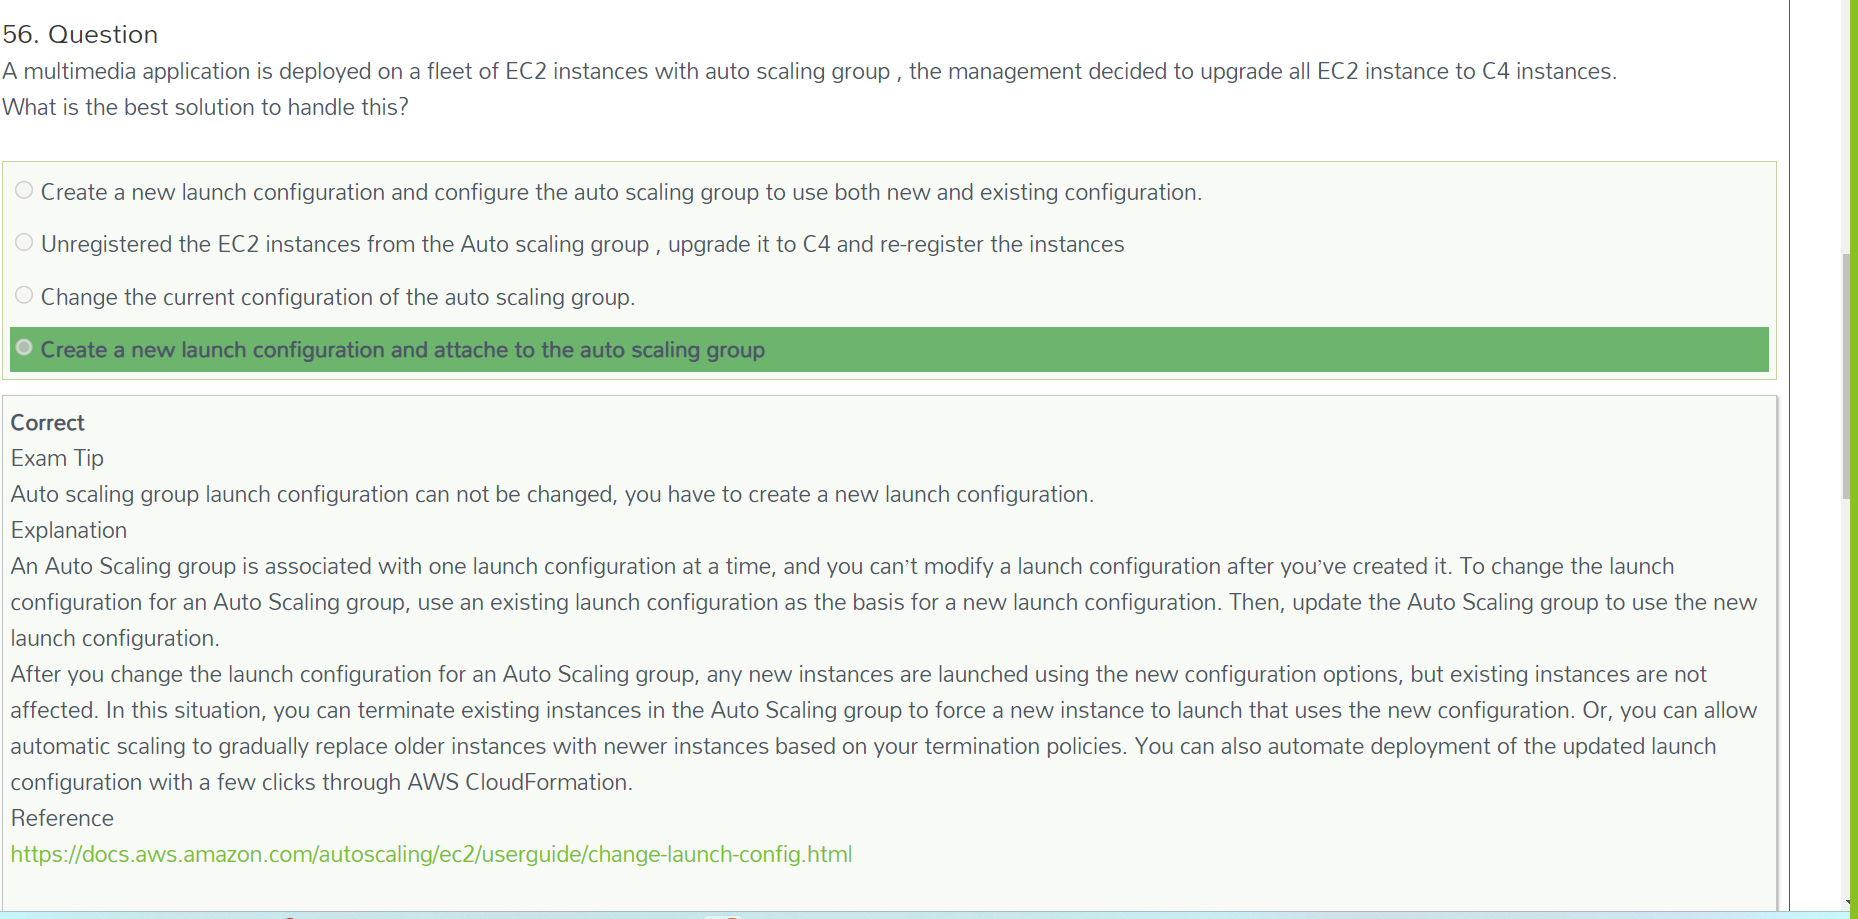 56. Question
A multimedia application is deployed on a fleet of EC2 instances with auto scaling group , the management decided to upgrade all EC2 instance to C4 instances.
What is the best solution to handle this?
Create a new launch configuration and configure the auto scaling group to use both new and existing configuration.
Unregistered the EC2 instances from the Auto scaling group , upgrade it to C4 and re-register the instances
Change the current configuration of the auto scaling group.
Create a new launch configuration and attache to the auto scaling group
Correct
Exam Tip
Auto scaling group launch configuration can not be changed, you have to create a new launch configuration.
Explanation
An Auto Scaling group is associated with one launch configuration at a time, and you can’t modify a launch configuration after you’ve created it. To change the launch
configuration for an Auto Scaling group, use an existing launch configuration as the basis for a new launch configuration. Then, update the Auto Scaling group to use the new
launch configuration.
After you change the launch configuration for an Auto Scaling group, any new instances are launched using the new configuration options, but existing instances are not
affected. In this situation, you can terminate existing instances in the Auto Scaling group to force a new instance to launch that uses the new configuration. Or, you can allow
automatic scaling to gradually replace older instances with newer instances based on your termination policies. You can also automate deployment of the updated launch
configuration with a few clicks through AWS CloudFormation.
Reference
https://docs.aws.amazon.com/autoscaling/ec2/userguide/change-launch-config.html